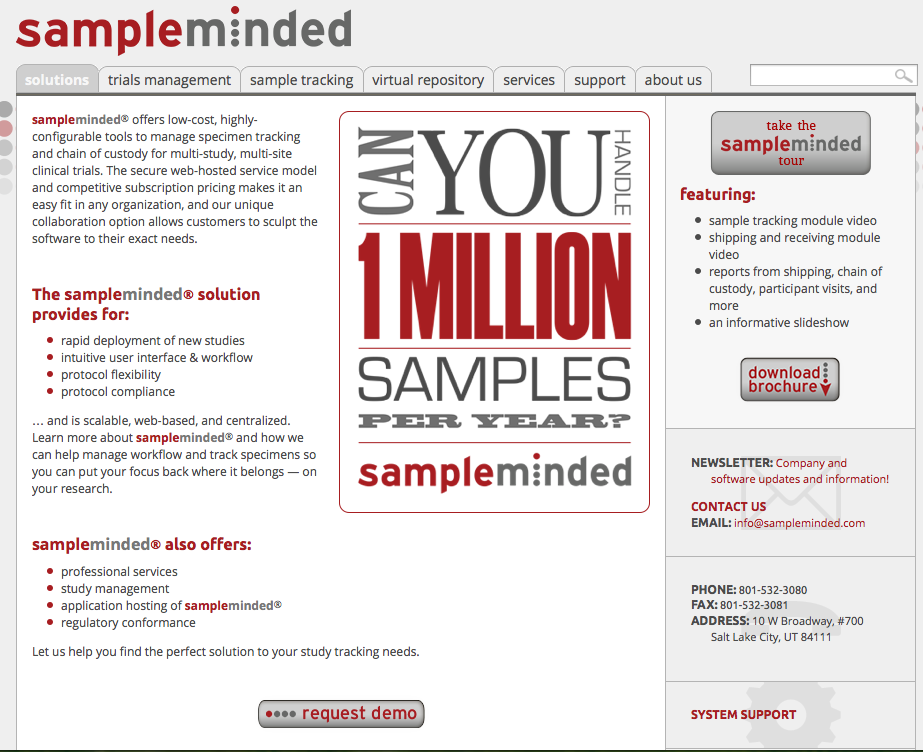 sampleminded
solutions trials management sample tracking virtual repository services support about us
sampleminded® offers low-cost, highly-
configurable tools to manage specimen tracking
and chain of custody for multi-study, multi-site
clinical trials. The secure web-hosted service model
and competitive subscription pricing makes it an
easy fit in any organization, and our unique
collaboration option allows customers to sculpt the
software to their exact needs.
The sampleminded® solution
provides for:
rapid deployment of new studies
intuitive user interface & workflow
protocol flexibility
protocol compliance
... and is scalable, web-based, and centralized.
Learn more about sampleminded® and how we
can help manage workflow and track specimens so
you can put your focus back where it belongs — on
your research.
sampleminded® also offers:
professional services
study management
application hosting of sampleminded®
regulatory conformance
Let us help you find the perfect solution to your study tracking needs.
request demo
CAN YOU HANDLE
1 MILLION
SAMPLES
PER YEAR?
sampleminded
take the
sampleminded
tour
featuring:
sample tracking module video
shipping and receiving module
video
reports from shipping, chain of
custody, participant visits, and
more
an informative slideshow
download
brochure
NEWSLETTER: Company and
software updates and information!
CONTACT US
EMAIL: info@sampleminded.com
PHONE: 801-532-3080
FAX: 801-532-3081
ADDRESS: 10 W Broadway, #700
Salt Lake City, UT 84111
SYSTEM SUPPORT